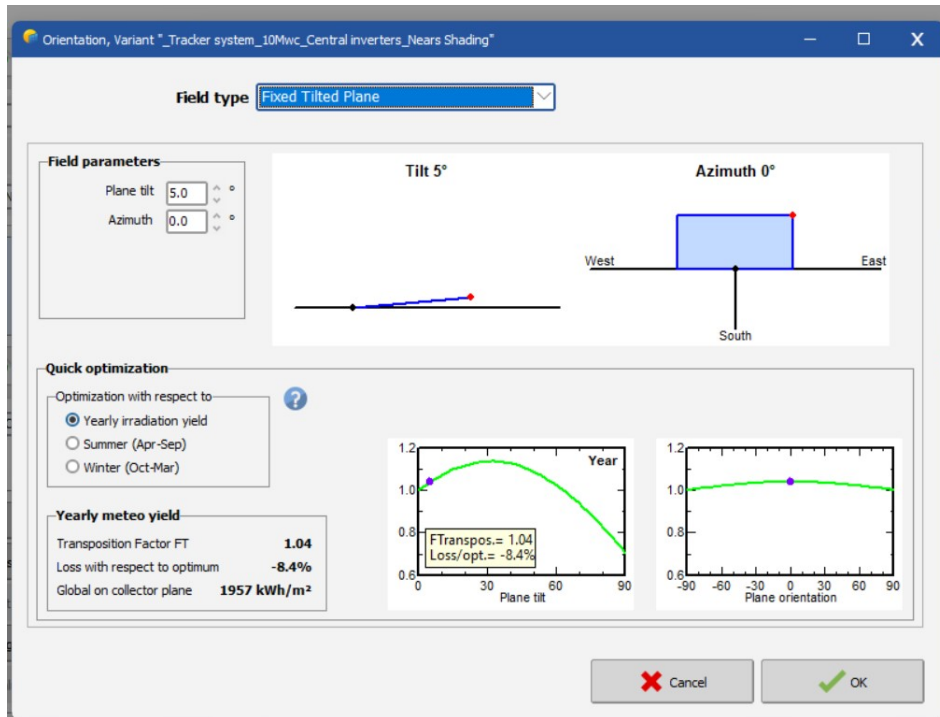 Orientation, Variant "_Tracker system_10Mwc_Central inverters_Nears Shading"
Field type Fixed Tilted Plane
Field parameters
Plane tilt 5.0 °
Azimuth 0.0 °
Tilt 5°
Azimuth 0°
West
East
South
Quick optimization
Optimization with respect to
Yearly irradiation yield
Summer (Apr-Sep)
Winter (Oct-Mar)
?
Yearly meteo yield
Transposition Factor FT 1.04
Loss with respect to optimum -8.4%
Global on collector plane 1957 kWh/m²
1.2
Year
1.0
0.8
FTranspos.= 1.04
Loss/opt.= -8.4%
0.6
0 30 60 90
Plane tilt
1.2
1.0
0.8
0.6
-90 -60 -30 0 30 60 90
Plane orientation
Cancel
OK